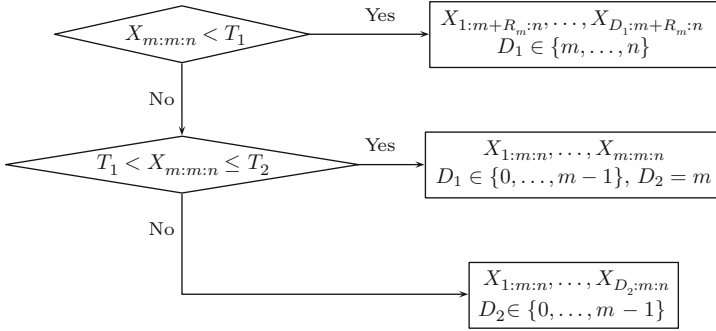 X_{m:m:n} < T_1
Yes
X_{1:m+R_m:n}, . . . , X_{D_1:m+R_m:n}
D_1 ∈ {m, . . . , n}
No
T_1 < X_{m:m:n} ≤ T_2
Yes
X_{1:m:n}, . . . , X_{m:m:n}
D_1 ∈ {0, . . . , m − 1}, D_2 = m
No
X_{1:m:n}, . . . , X_{D_2:m:n}
D_2 ∈ {0, . . . , m − 1}